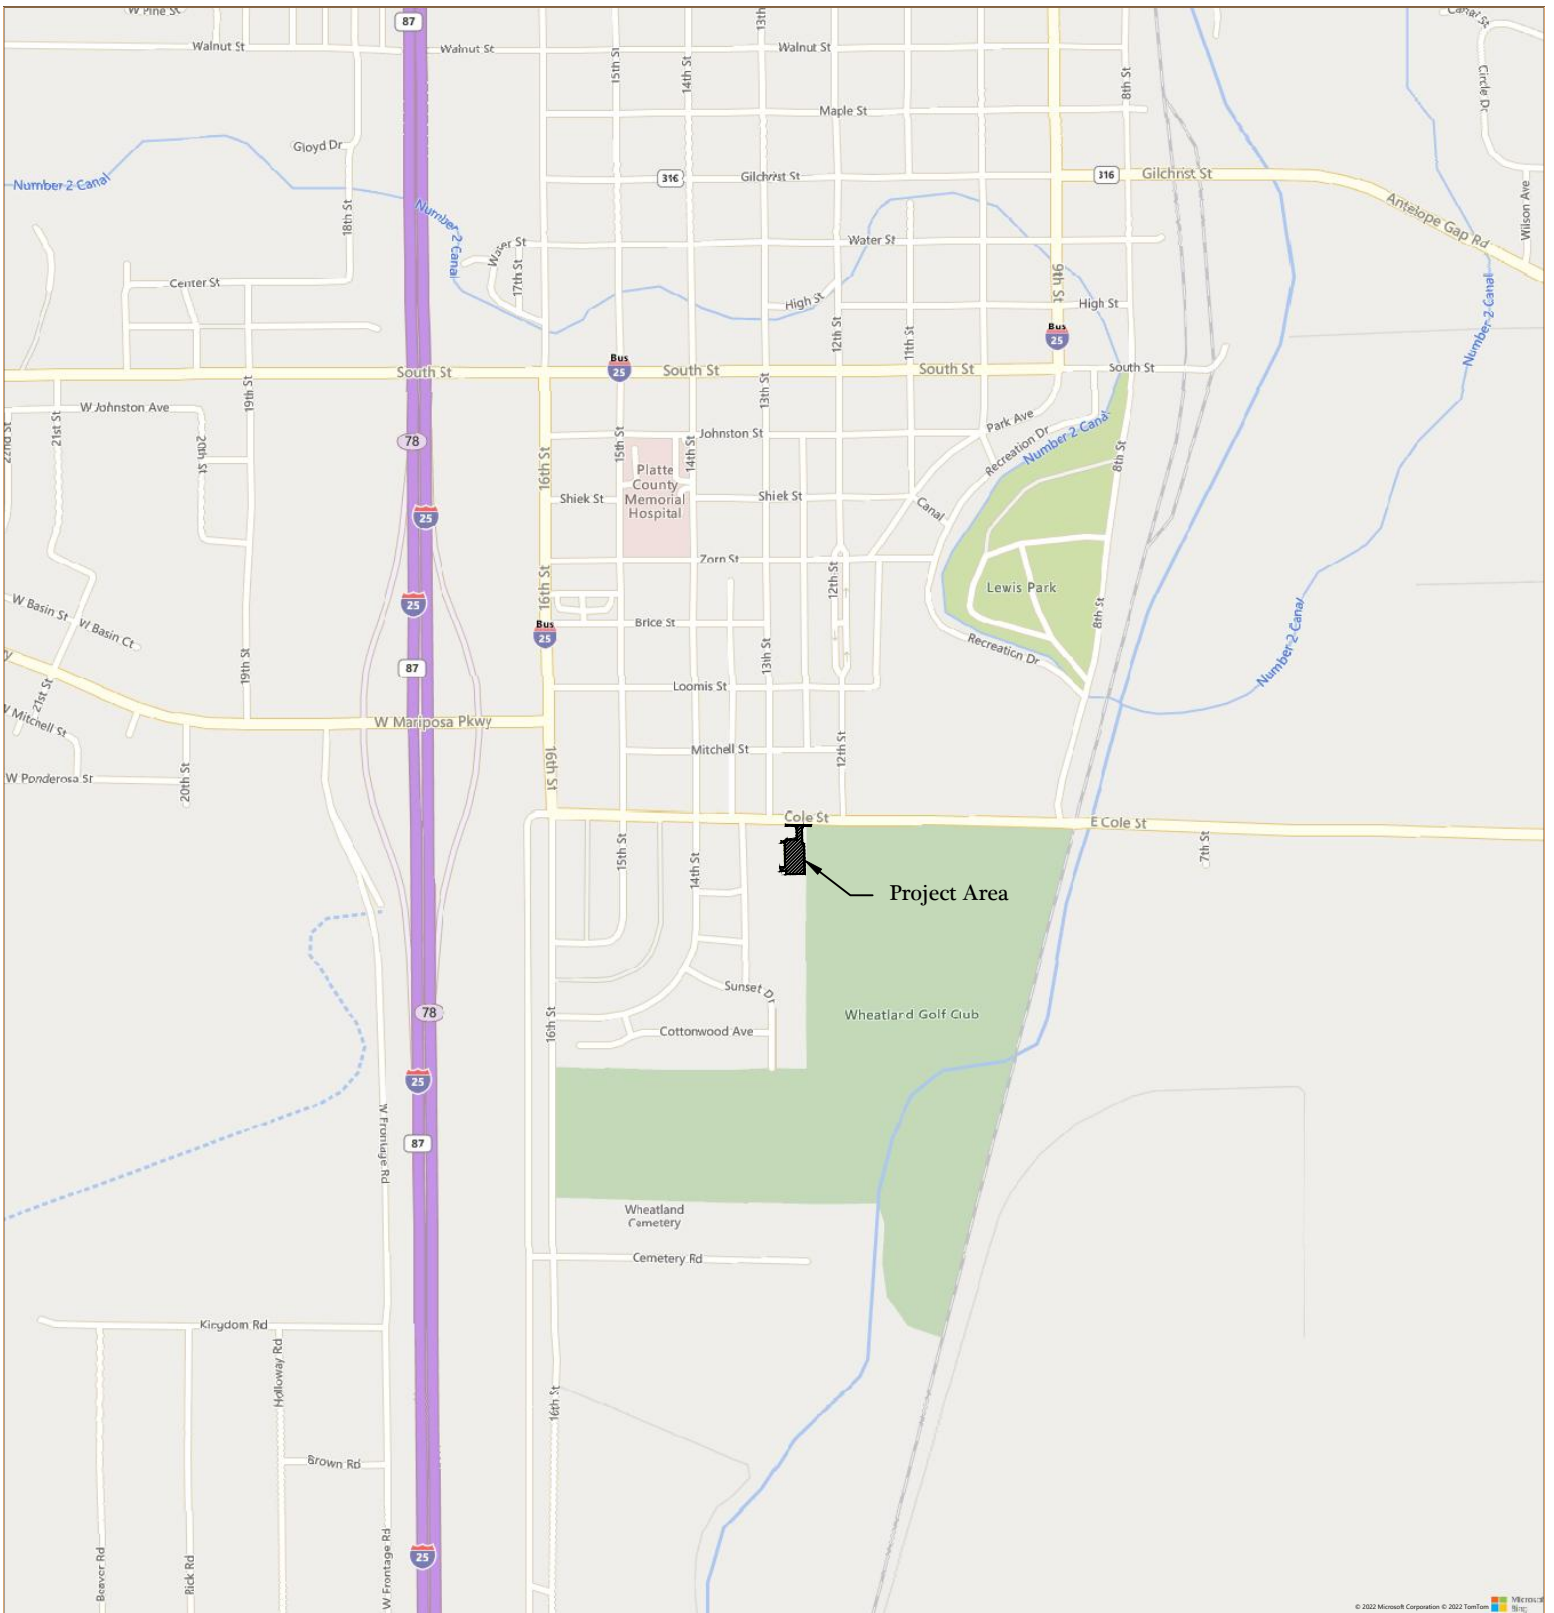 W Pine St
87
13th
Canal St
Walnut St
Walnut St
Walnut St
15th St
14th St
8th St
Circle Dr
Maple St
Gloyd Dr
316
Gilchrist St
316
Gilchrist St
Number 2 Canal
18th St
Number 2 Canal
Antelope Gap Rd
Wilson Ave
Water St
Water St
17th St
Center St
9th St
High St
High St
Number 2 Canal
12th St
11th St
Bus
25
Bus
25
South St
South St
South St
South St
19th St
13th St
W Johnston Ave
21st St
22nd St
20th St
78
Johnston St
15th St
14th St
Park Ave
Recreation Dr
Number 2 Canal
8th St
16th St
Platte
County
Memorial
Hospital
Shiek St
Shiek St
Canal
25
Zorn St
16th St
12th St
Lewis Park
25
8th St
W Basin St
W Basin Ct
Bus
25
Brice St
13th St
Recreation Dr
Number 2 Canal
19th St
87
21st St
Loomis St
W Mitchell St
W Mariposa Pkwy
16th St
Mitchell St
12th St
W Ponderosa St
20th St
Cole St
E Cole St
15th St
14th St
7th St
Project Area
Sunset Dr
78
16th St
Cottonwood Ave
Wheatland Golf Club
25
W Frontage Rd
87
Wheatland
Cemetery
Cemetery Rd
Kingdom Rd
Holloway Rd
16th St
Brown Rd
Beaver Rd
Rick Rd
W Frontage Rd
25
© 2022 Microsoft Corporation © 2022 TomTom